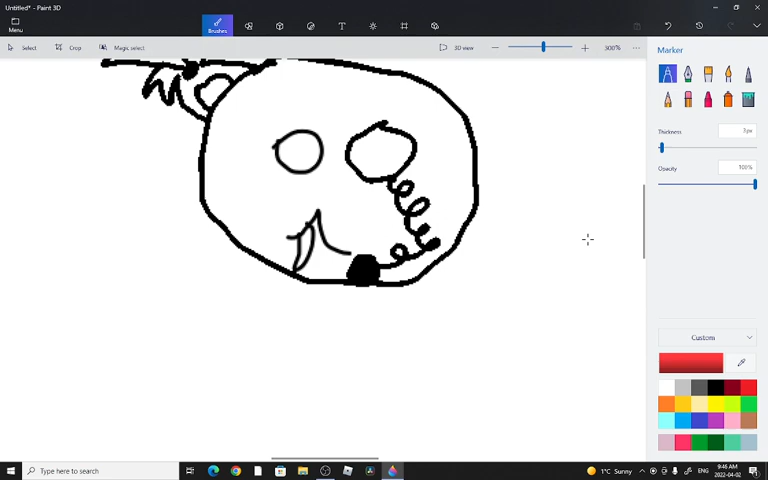 Untitled* - Paint 3D
Menu
Brushes
Select
Crop
Magic select
3D view
500%
Marker
Thickness
3px
Opacity
100%
Custom
Type here to search
1°C Sunny
ENG
9:46 AM
2022-04-02